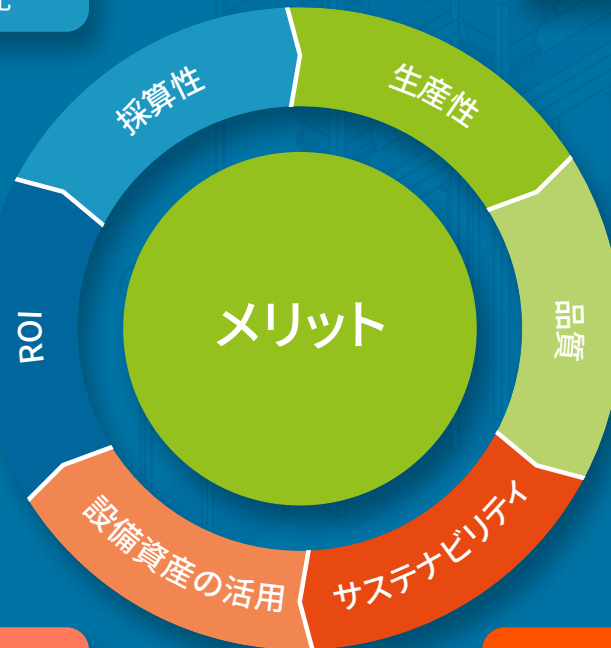 採算性
生産性
品質
サステナビリティ
設備資産の活用
ROI
メリット